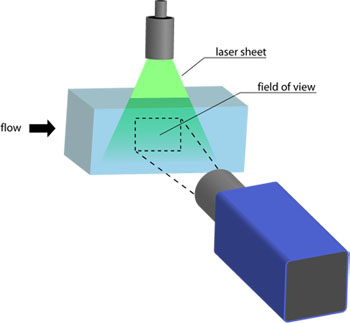 laser sheet
field of view
flow